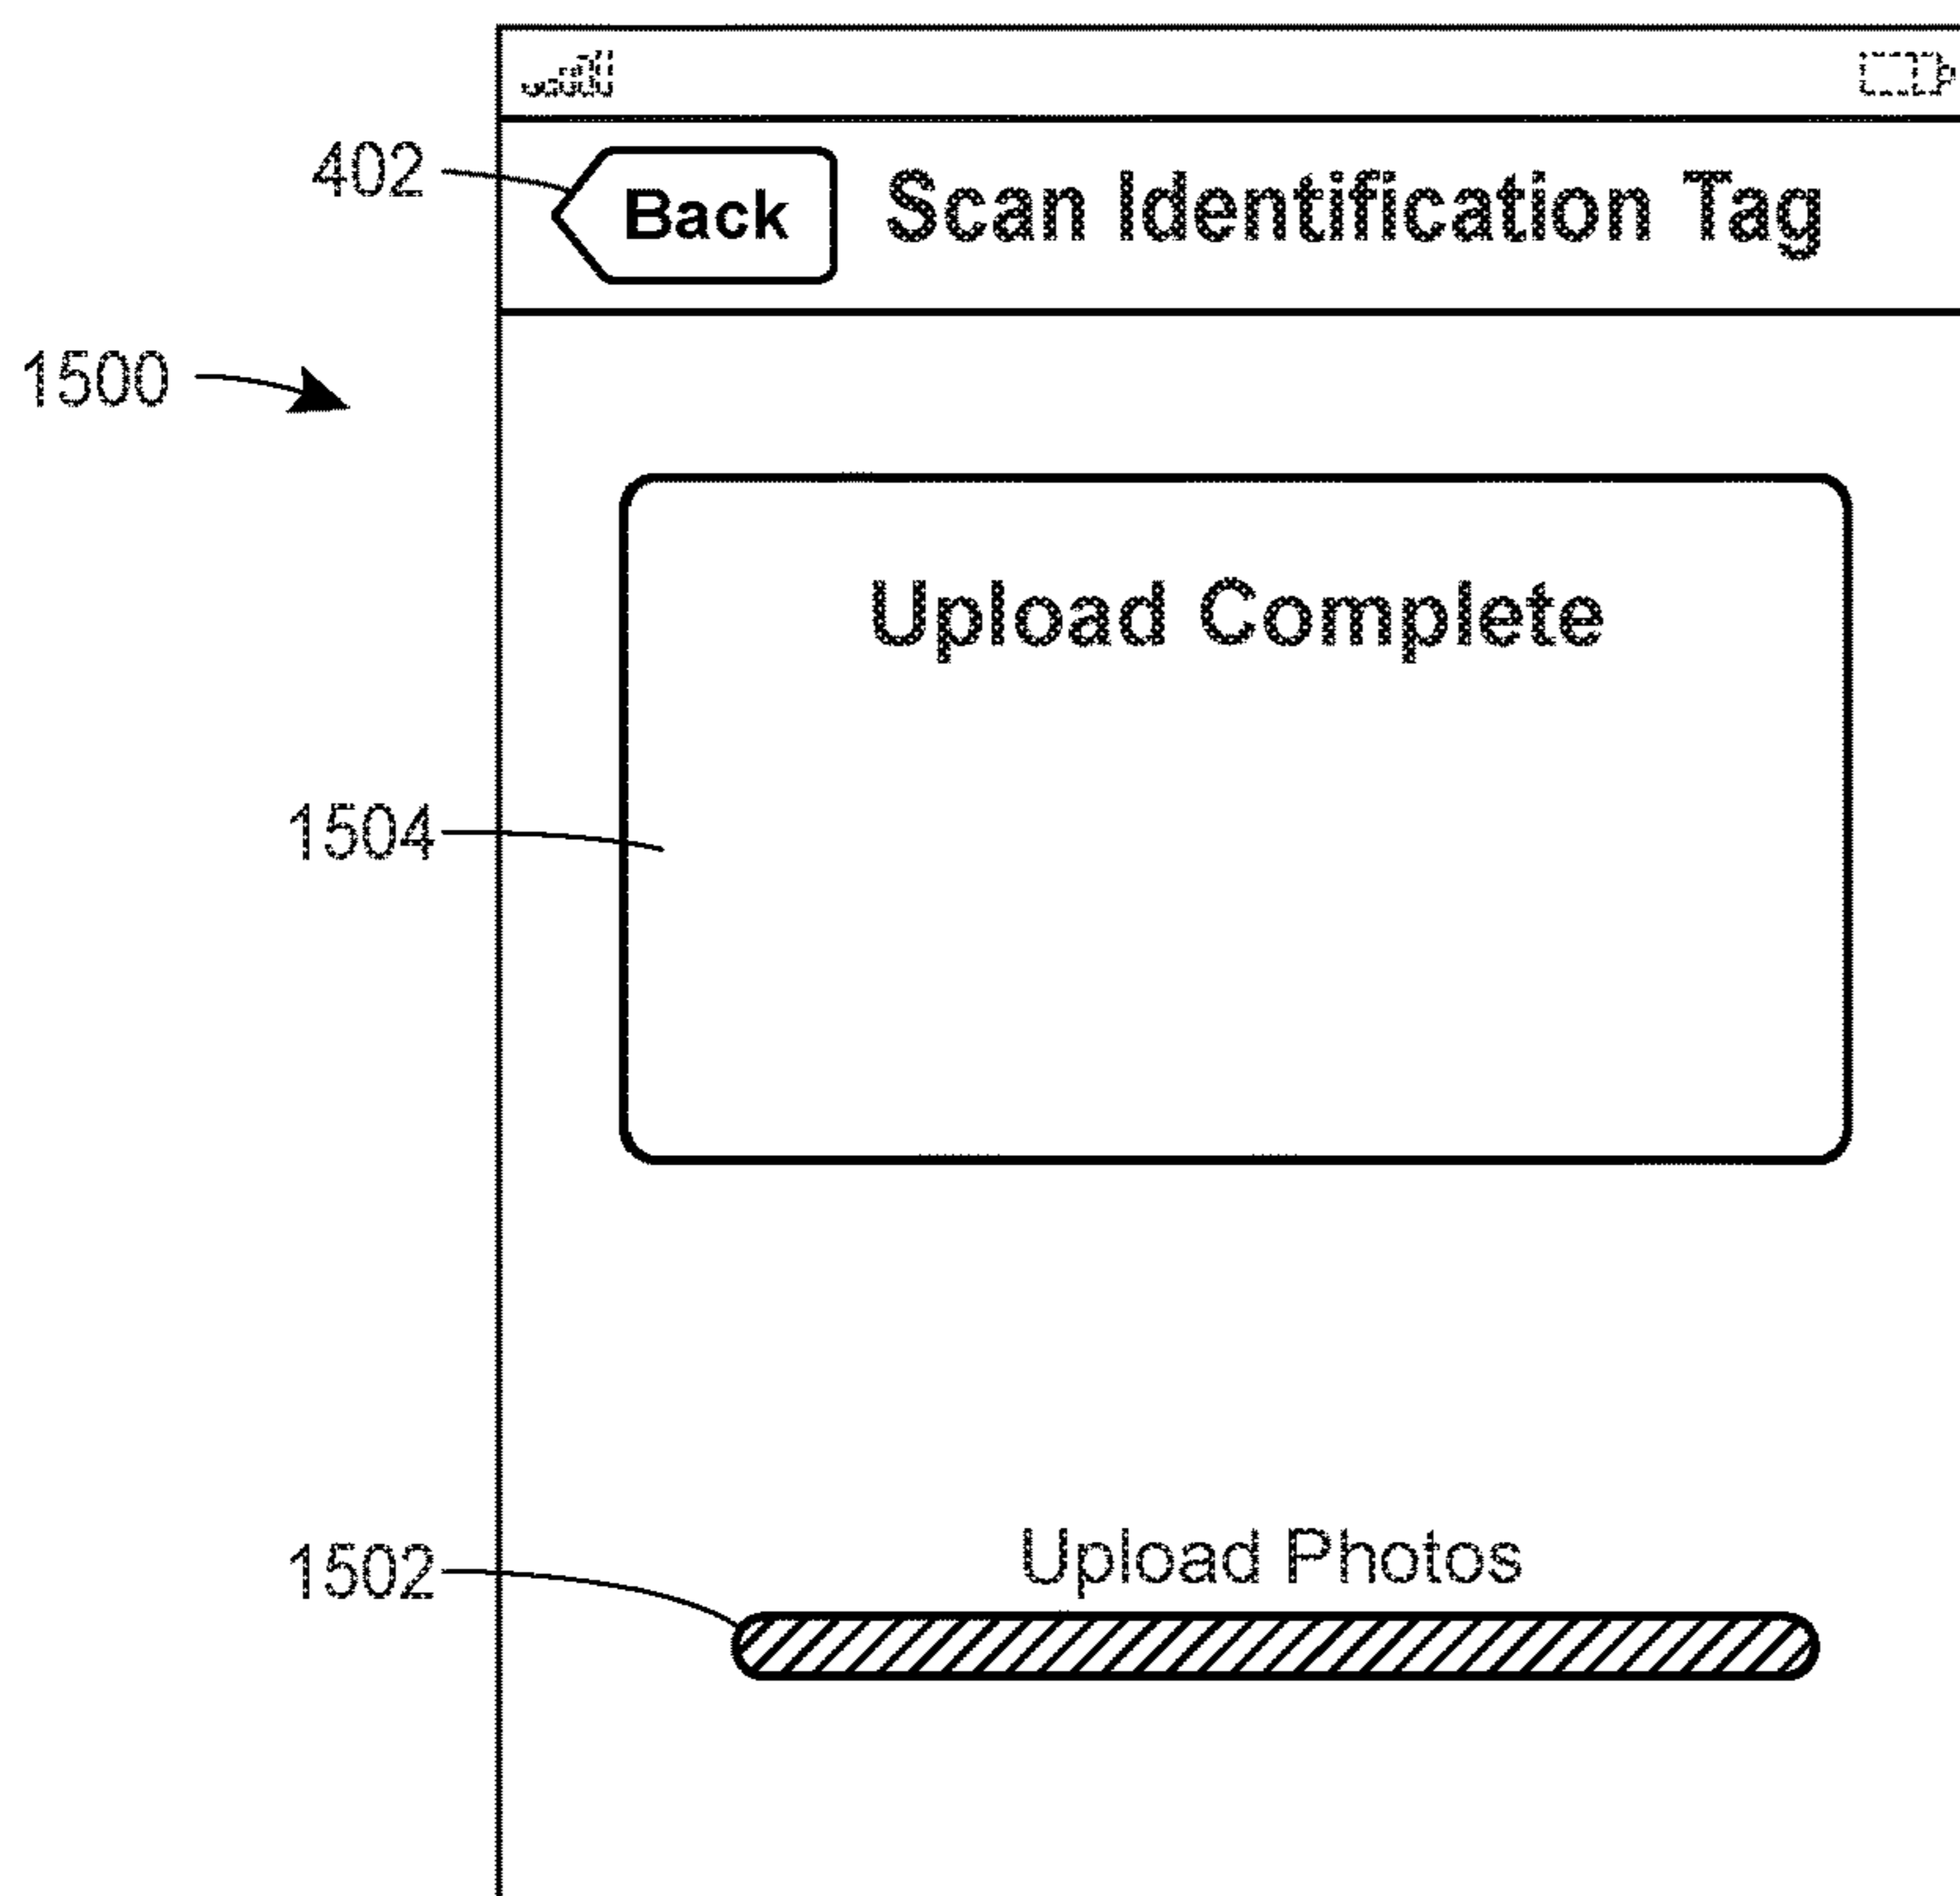 402
Back
Scan Identification Tag
1500
Upload Complete
1504
Upload Photos
1502